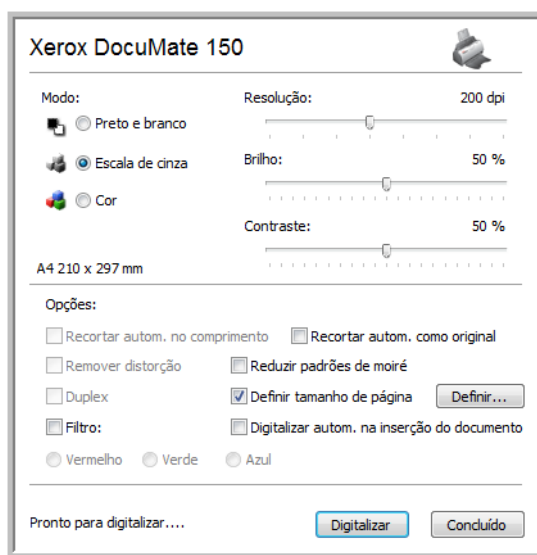 Xerox DocuMate 150
Modo:
Preto e branco
Escala de cinza
Cor
A4 210 x 297 mm
Resolução: 200 dpi
Brilho: 50 %
Contraste: 50 %
Opções:
Recortar autom. no comprimento Recortar autom. como original
Remover distorção Reduzir padrões de moiré
Duplex Definir tamanho de página Definir...
Filtro: Digitalizar autom. na inserção do documento
Vermelho Verde Azul
Pronto para digitalizar.... Digitalizar Concluído